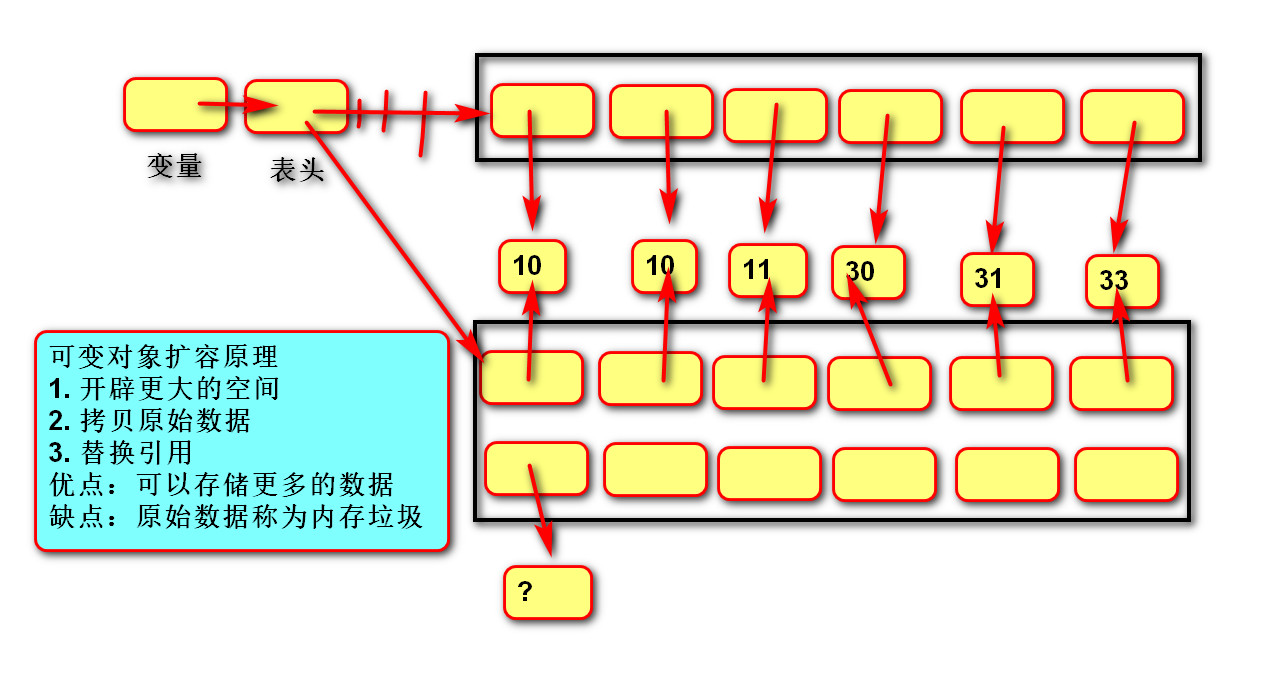 变量
表头
10
10
11
30
31
33
可变对象扩容原理
1. 开辟更大的空间
2. 拷贝原始数据
3. 替换引用
优点：可以存储更多的数据
缺点：原始数据称为内存垃圾
?